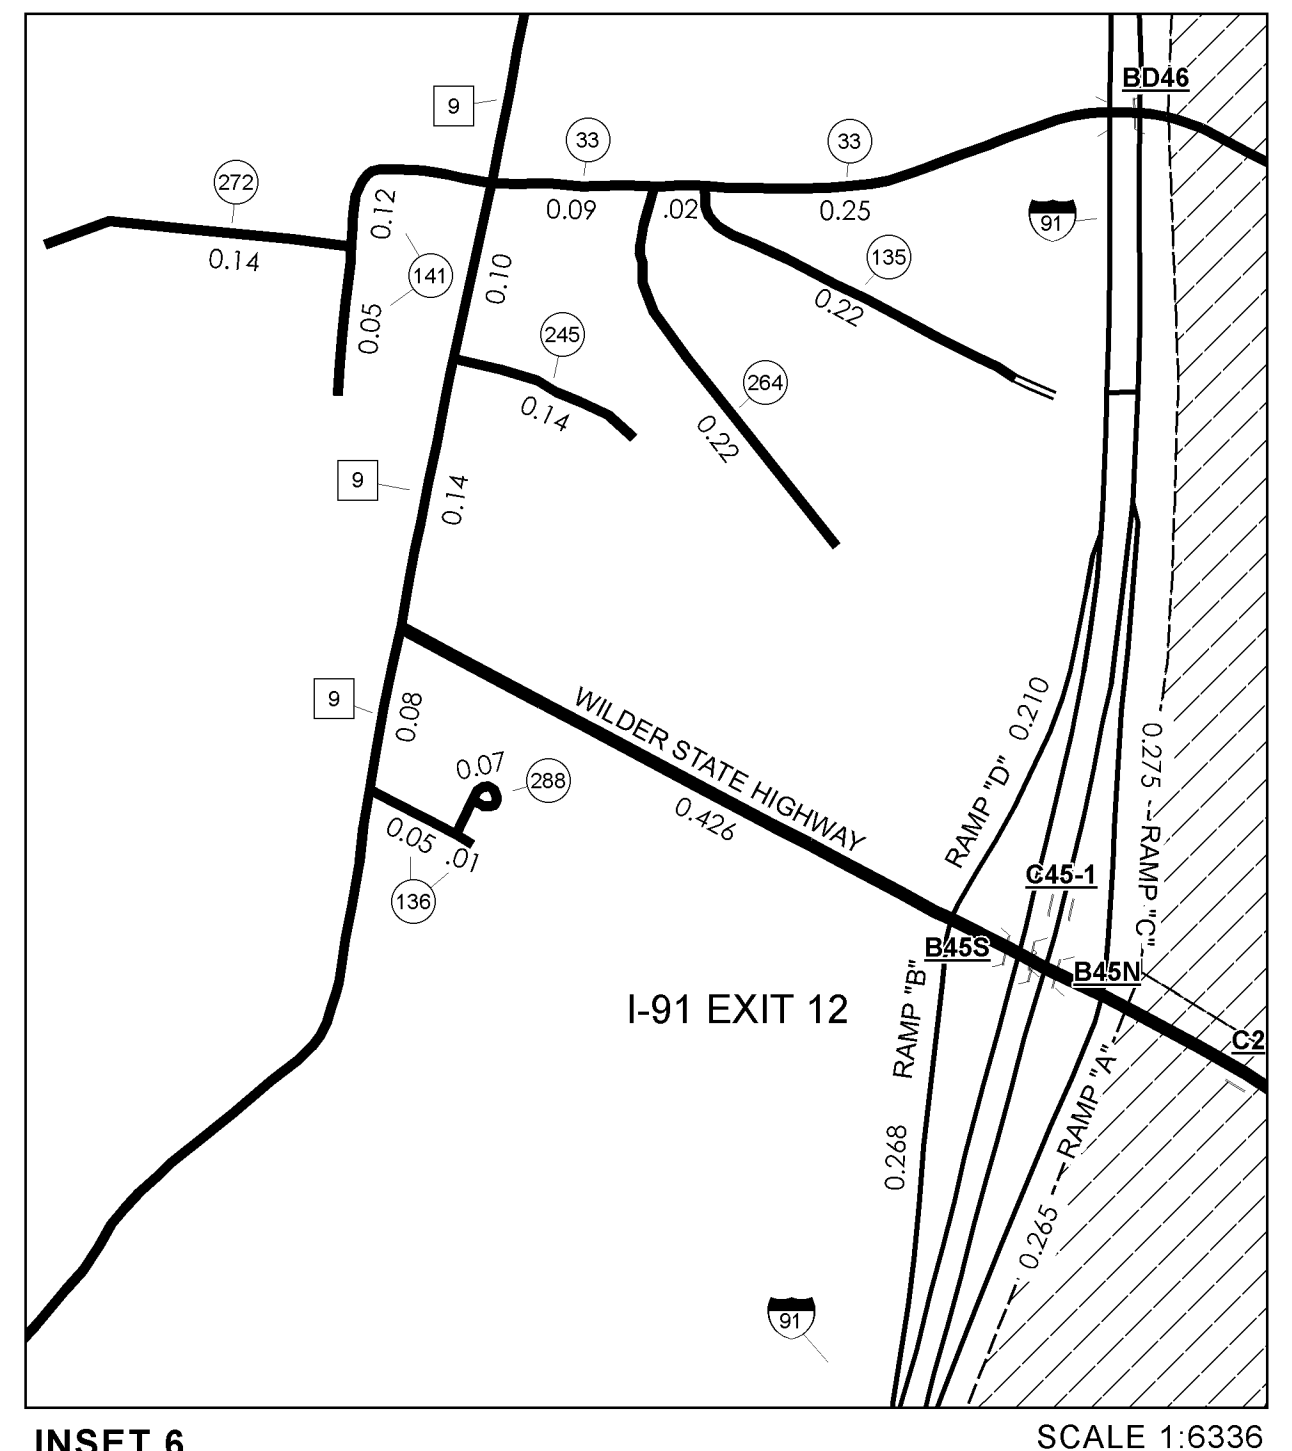 BD46
9
33
33
272
0.12
0.09
.02
0.25
91
0.14
141
0.10
135
0.05
0.22
245
264
0.14
0.22
9
0.14
9
0.08
WILDER STATE HIGHWAY
0.426
RAMP "D" 0.210
0.275 RAMP "C"
0.07
288
0.05
.01
136
C45-1
B45S
B45N
I-91 EXIT 12
RAMP "B"
0.268
C2
RAMP "A"
0.265
91
INSET 6
SCALE 1:6336